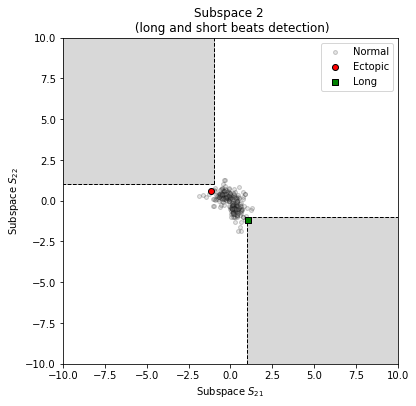 Subspace 2
(long and short beats detection)
10.0
7.5
5.0
2.5
0.0
−2.5
−5.0
−7.5
−10.0
Subspace S₂₂
Normal
Ectopic
Long
−10.0 −7.5 −5.0 −2.5 0.0 2.5 5.0 7.5 10.0
Subspace S₂₁